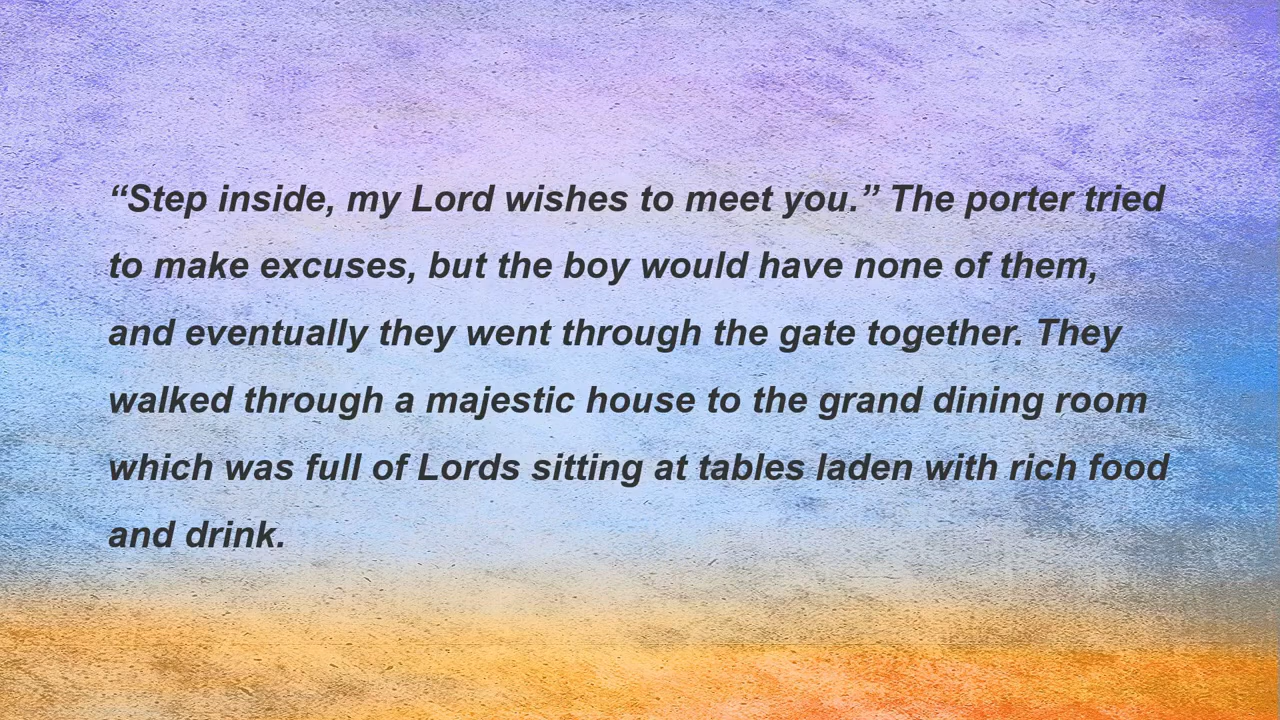 “Step inside, my Lord wishes to meet you.” The porter tried
to make excuses, but the boy would have none of them,
and eventually they went through the gate together. They
walked through a majestic house to the grand dining room
which was full of Lords sitting at tables laden with rich food
and drink.